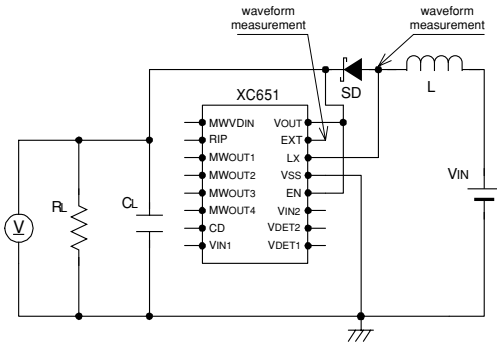 waveform
measurement
waveform
measurement
SD
L
XC651
MWVDIN
VOUT
RIP
EXT
MWOUT1
LX
MWOUT2
VSS
MWOUT3
EN
MWOUT4
VIN2
CD
VDET2
VIN1
VDET1
V
RL
CL
VIN